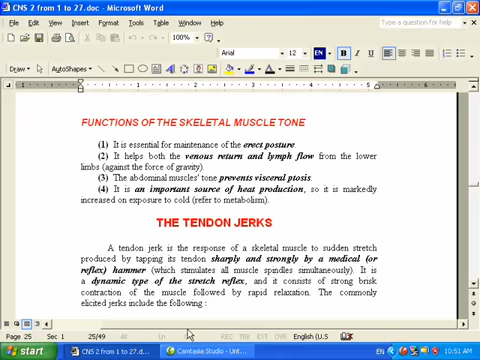 CNS 2 from 1 to 27.doc - Microsoft Word
File Edit View Insert Format Tools Table Window Help
Type a question for help
100%
Arial 12 EN B I U
Draw AutoShapes
FUNCTIONS OF THE SKELETAL MUSCLE TONE
(1) It is essential for maintenance of the erect posture.
(2) It helps both the venous return and lymph flow from the lower
limbs (against the force of gravity).
(3) The abdominal muscles' tone prevents visceral ptosis.
(4) It is an important source of heat production, so it is markedly
increased on exposure to cold (refer to metabolism).
THE TENDON JERKS
A tendon jerk is the response of a skeletal muscle to sudden stretch
produced by tapping its tendon sharply and strongly by a medical (or
reflex) hammer (which stimulates all muscle spindles simultaneously). It is
a dynamic type of the stretch reflex, and it consists of strong brisk
contraction of the muscle followed by rapid relaxation. The commonly
elicited jerks include the following :
Page 25 Sec 1 25/49 At Ln Col REC TRK EXT OVR English (U.S
start CNS 2 from 1 to 27.d... Camtasia Studio - Unt... EN 10:51 AM